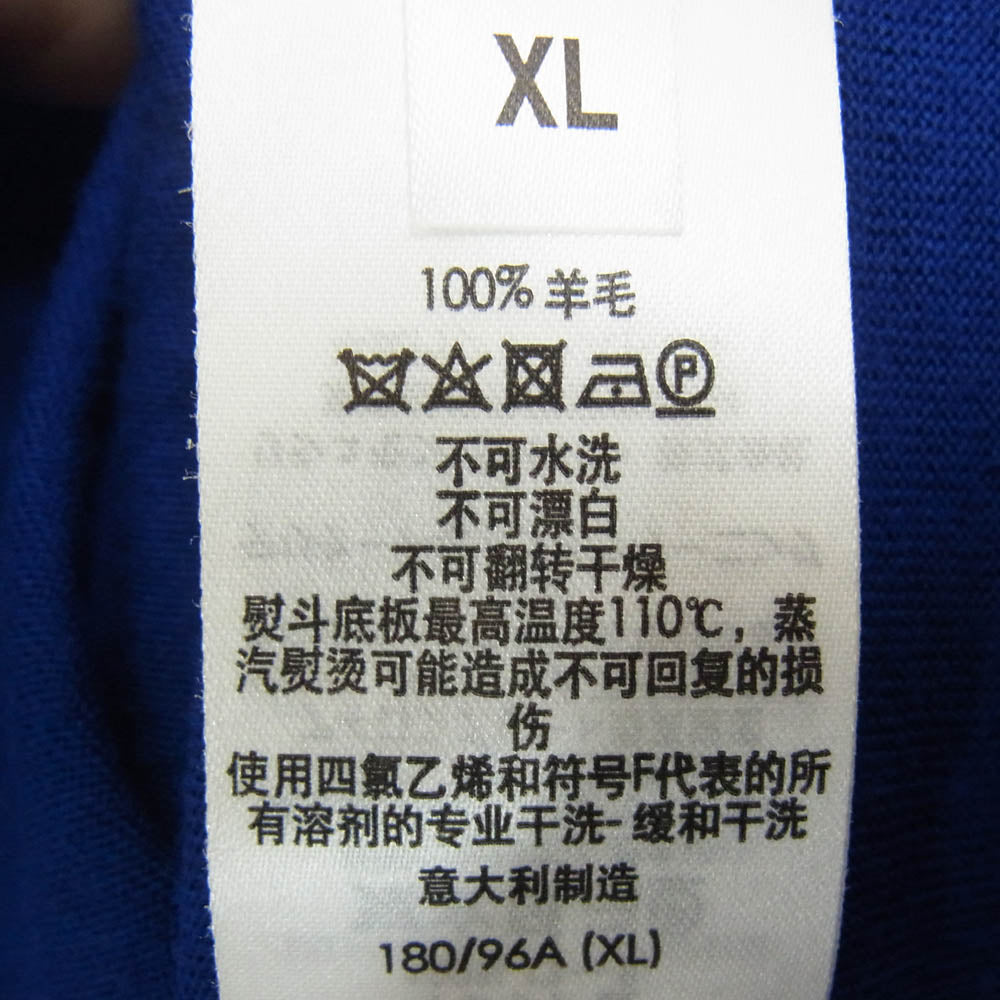 XL
100% 羊毛
P
不可水洗
不可漂白
不可翻转干燥
熨斗底板最高温度110℃，蒸
汽熨烫可能造成不可回复的损
伤
使用四氯乙烯和符号F代表的所
有溶剂的专业干洗-缓和干洗
意大利制造
180/96A (XL)